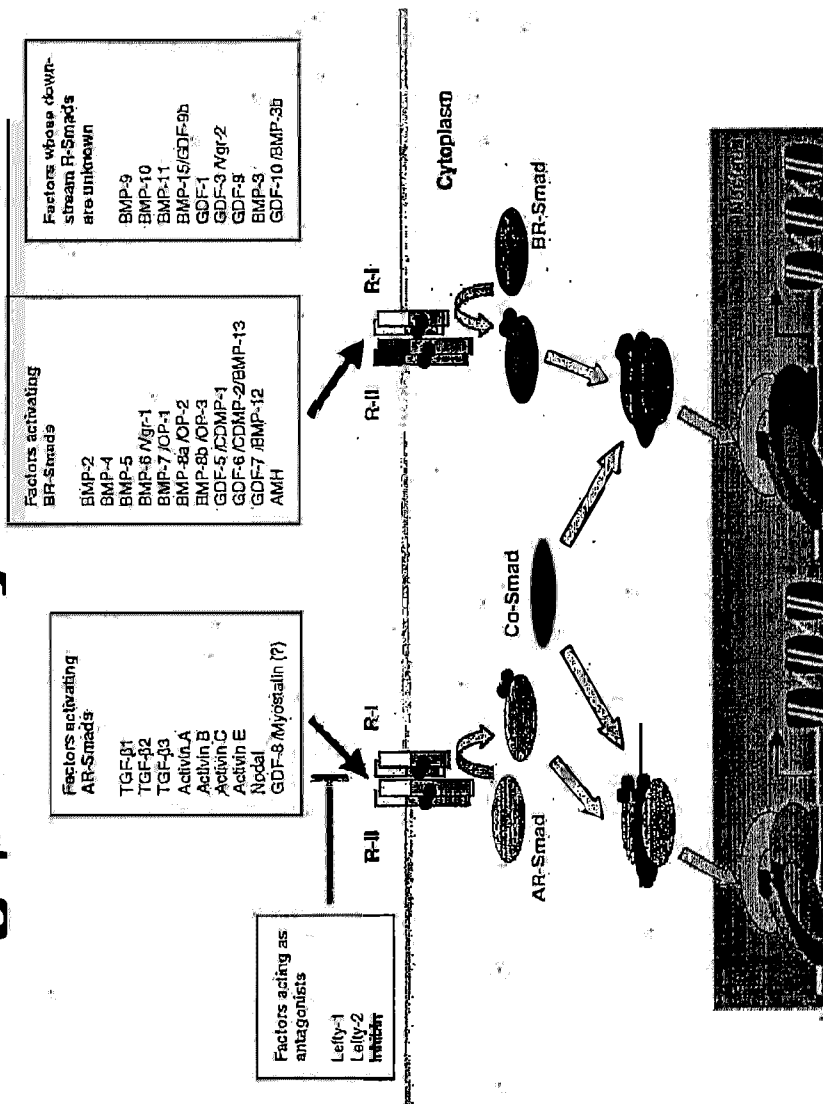 Factors acting as
antagonists
Lefty-1
Lefty-2
Inhibin
Factors activating
AR-Smads
TGF-β1
TGF-β2
TGF-β3
Activin A
Activin B
Activin C
Activin E
Nodal
GDF-8 /Myostatin (?)
Factors activating
BR-Smads
BMP-2
BMP-4
BMP-5
BMP-6 /Vgr-1
BMP-7 /OP-1
BMP-8a /OP-2
BMP-8b /OP-3
GDF-5 /CDMP-1
GDF-6 /CDMP-2/BMP-13
GDF-7 /BMP-12
AMH
Factors whose down-
stream R-Smads
are unknown
BMP-9
BMP-10
BMP-11
BMP-15/GDF-9b
GDF-1
GDF-3 /Vgr-2
GDF-9
BMP-3
GDF-10 /BMP-3b
R-II
R-I
R-II
R-I
Cytoplasm
AR-Smad
Co-Smad
BR-Smad